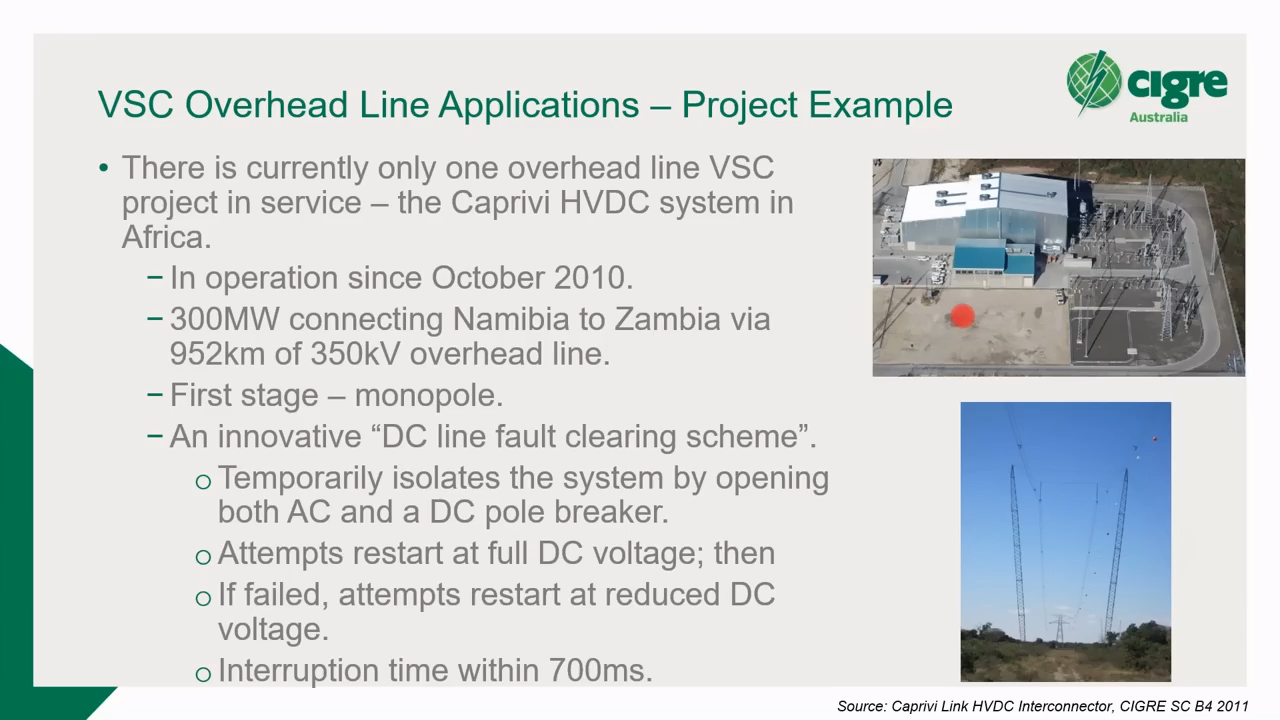 VSC Overhead Line Applications – Project Example
cigre
Australia
• There is currently only one overhead line VSC
project in service – the Caprivi HVDC system in
Africa.
− In operation since October 2010.
− 300MW connecting Namibia to Zambia via
952km of 350kV overhead line.
− First stage – monopole.
− An innovative “DC line fault clearing scheme”.
o Temporarily isolates the system by opening
both AC and a DC pole breaker.
o Attempts restart at full DC voltage; then
o If failed, attempts restart at reduced DC
voltage.
o Interruption time within 700ms.
Source: Caprivi Link HVDC Interconnector, CIGRE SC B4 2011